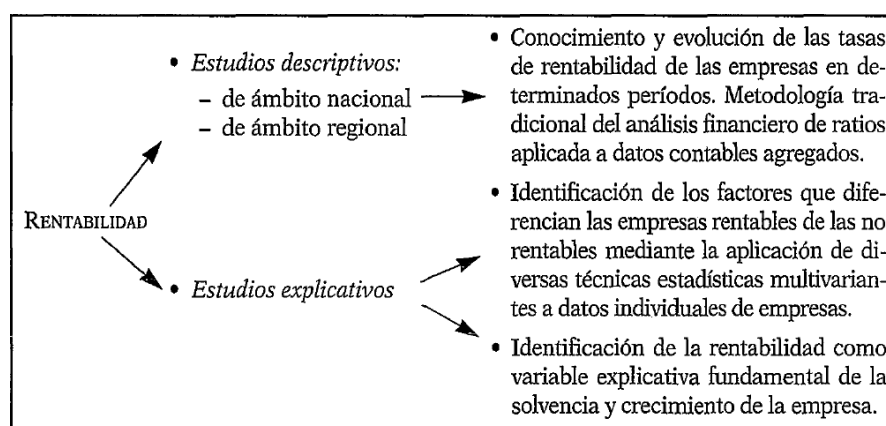 RENTABILIDAD
• Estudios descriptivos:
– de ámbito nacional
– de ámbito regional
• Conocimiento y evolución de las tasas
de rentabilidad de las empresas en de-
terminados períodos. Metodología tra-
dicional del análisis financiero de ratios
aplicada a datos contables agregados.
• Estudios explicativos
• Identificación de los factores que dife-
rencian las empresas rentables de las no
rentables mediante la aplicación de di-
versas técnicas estadísticas multivarian-
tes a datos individuales de empresas.
• Identificación de la rentabilidad como
variable explicativa fundamental de la
solvencia y crecimiento de la empresa.